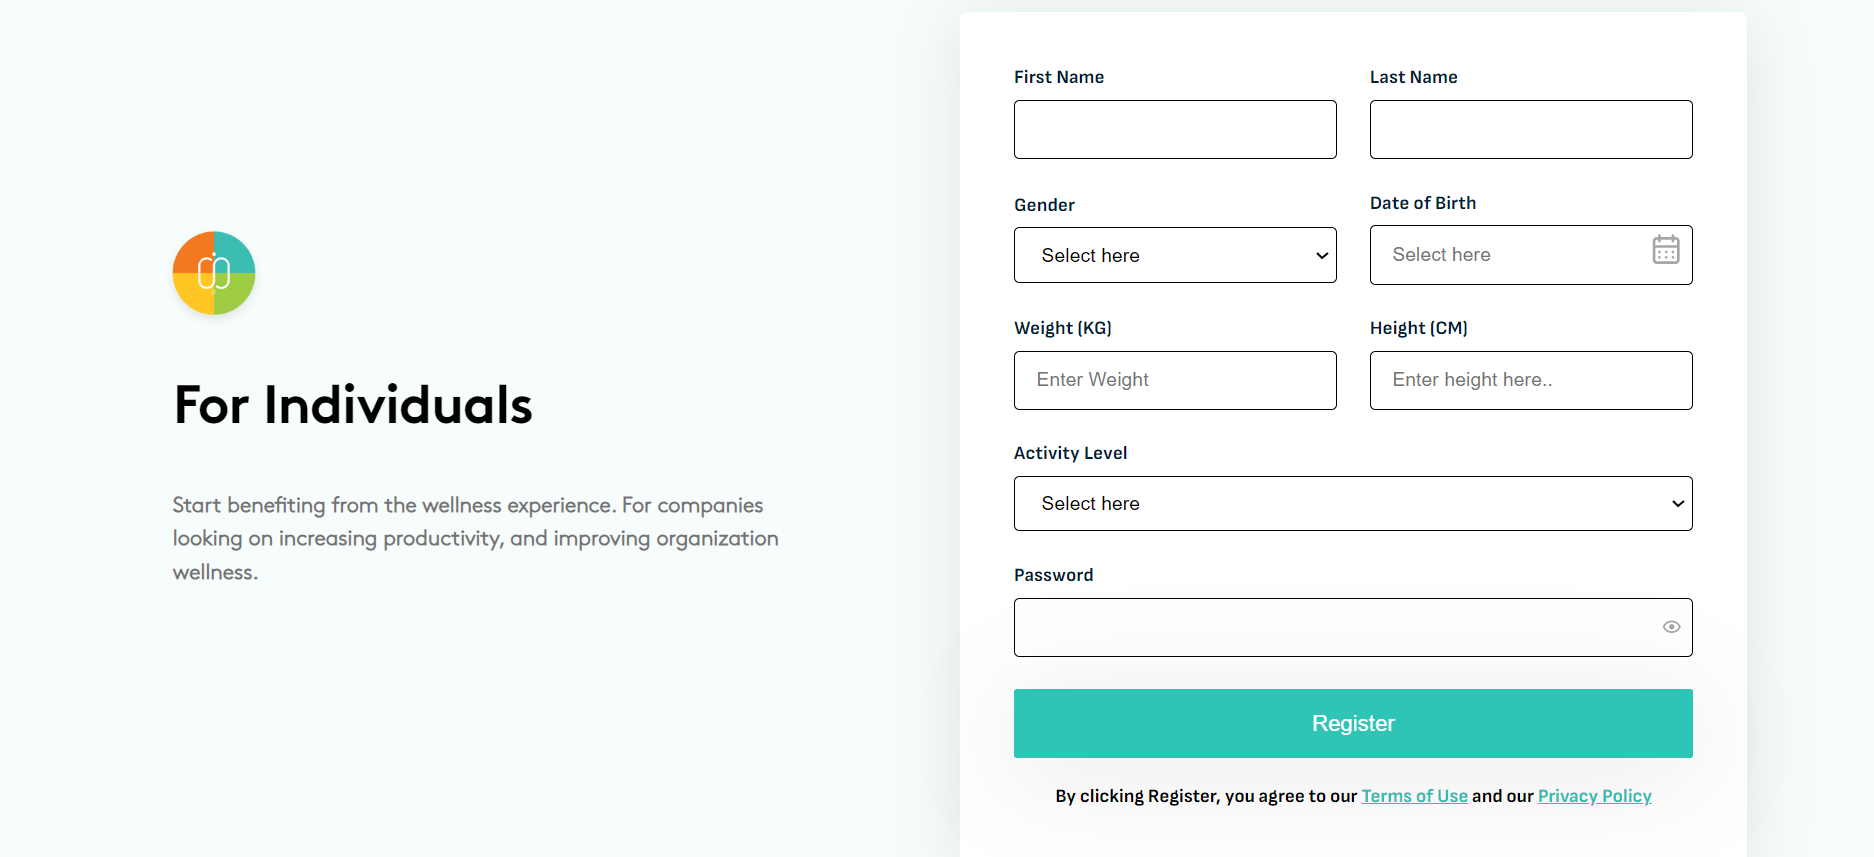 For Individuals
Start benefiting from the wellness experience. For companies
looking on increasing productivity, and improving organization
wellness.
First Name
Last Name
Gender
Select here
Date of Birth
Select here
Weight (KG)
Enter Weight
Height (CM)
Enter height here..
Activity Level
Select here
Password
Register
By clicking Register, you agree to our Terms of Use and our Privacy Policy